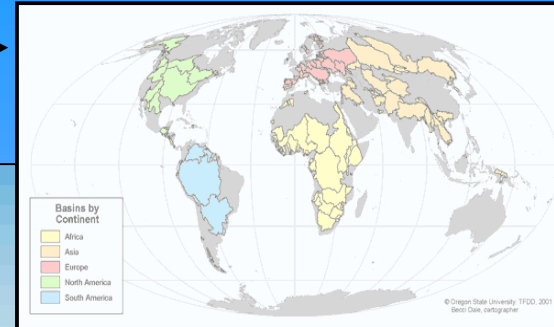 Basins by
Continent
Africa
Asia
Europe
North America
South America
© Oregon State University: TFDD, 2001
Becci Dale, cartographer